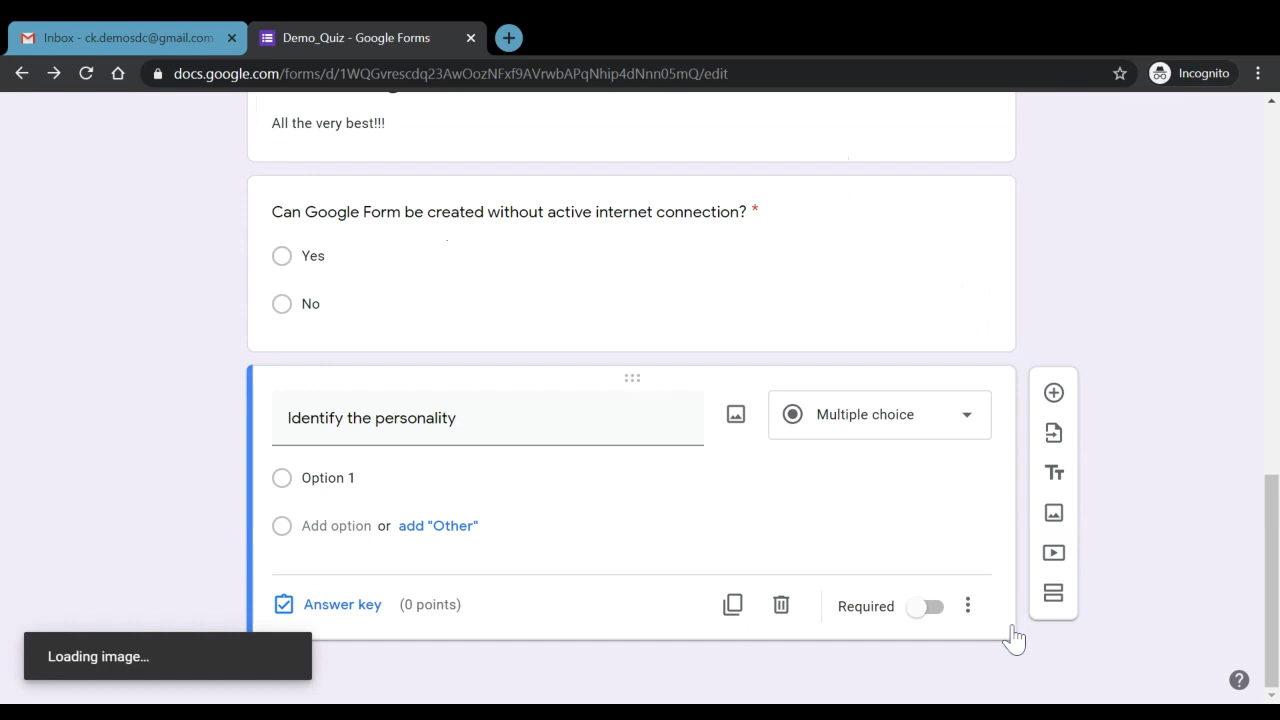 Inbox - ck.demosdc@gmail.com
Demo_Quiz - Google Forms
docs.google.com/forms/d/1WQGvrescdq23AwOozNFxf9AVrwbAPqNhip4dNnn05mQ/edit
Incognito
All the very best!!!
Can Google Form be created without active internet connection? *
Yes
No
Identify the personality
Multiple choice
Option 1
Add option or add "Other"
Answer key (0 points)
Required
Loading image...